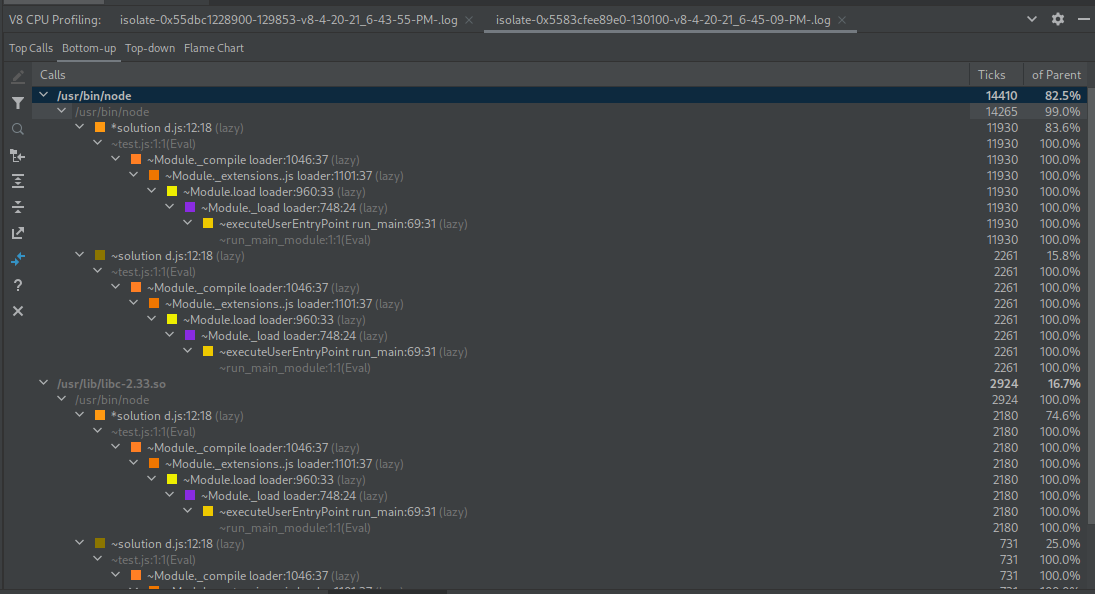 V8 CPU Profiling: isolate-0x55dbc1228900-129853-v8-4-20-21_6-43-55-PM-.log isolate-0x5583cfee89e0-130100-v8-4-20-21_6-45-09-PM-.log
Top Calls Bottom-up Top-down Flame Chart
Calls Ticks of Parent
/usr/bin/node 14410 82.5%
/usr/bin/node 14265 99.0%
*solution d.js:12:18 (lazy) 11930 83.6%
~test.js:1:1(Eval) 11930 100.0%
~Module._compile loader:1046:37 (lazy) 11930 100.0%
~Module._extensions..js loader:1101:37 (lazy) 11930 100.0%
~Module.load loader:960:33 (lazy) 11930 100.0%
~Module._load loader:748:24 (lazy) 11930 100.0%
~executeUserEntryPoint run_main:69:31 (lazy) 11930 100.0%
~run_main_module:1:1(Eval) 11930 100.0%
~solution d.js:12:18 (lazy) 2261 15.8%
~test.js:1:1(Eval) 2261 100.0%
~Module._compile loader:1046:37 (lazy) 2261 100.0%
~Module._extensions..js loader:1101:37 (lazy) 2261 100.0%
~Module.load loader:960:33 (lazy) 2261 100.0%
~Module._load loader:748:24 (lazy) 2261 100.0%
~executeUserEntryPoint run_main:69:31 (lazy) 2261 100.0%
~run_main_module:1:1(Eval) 2261 100.0%
/usr/lib/libc-2.33.so 2924 16.7%
/usr/bin/node 2924 100.0%
*solution d.js:12:18 (lazy) 2180 74.6%
~test.js:1:1(Eval) 2180 100.0%
~Module._compile loader:1046:37 (lazy) 2180 100.0%
~Module._extensions..js loader:1101:37 (lazy) 2180 100.0%
~Module.load loader:960:33 (lazy) 2180 100.0%
~Module._load loader:748:24 (lazy) 2180 100.0%
~executeUserEntryPoint run_main:69:31 (lazy) 2180 100.0%
~run_main_module:1:1(Eval) 2180 100.0%
~solution d.js:12:18 (lazy) 731 25.0%
~test.js:1:1(Eval) 731 100.0%
~Module._compile loader:1046:37 (lazy) 731 100.0%